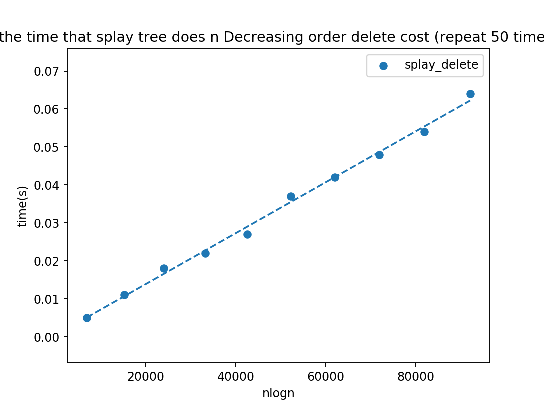 the time that splay tree does n Decreasing order delete cost (repeat 50 time
splay_delete
0.07
0.06
0.05
0.04
0.03
0.02
0.01
0.00
time(s)
20000 40000 60000 80000
nlogn